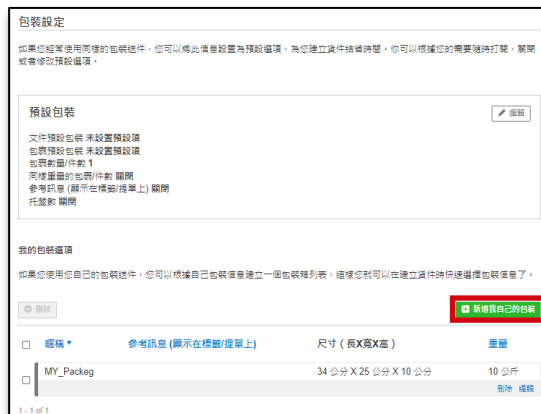 包裝設定
如果您經常使用同樣的包裝送件，您可以將此信息設置為預設選項，為您建立貨件結省時間。你可以根據您的需要隨時打開，關閉
或者修改預設選項。
預設包裝
編輯
文件預設包裝 未設置預設項
包裹預設包裝 未設置預設項
包裹數量/件數 1
同樣重量的包裹/件數 關閉
參考訊息 (顯示在標籤/提單上) 關閉
托盤數 關閉
我的包裝選項
如果您使用您自己的包裝送件，您可以根據自己包裝信息建立一個包裝箱列表，這樣您就可以在建立貨件時快速選擇包裝信息了。
刪除
新增我自己的包裝
暱稱 參考訊息 (顯示在標籤/提單上) 尺寸 ( 長X寬X高 ) 重量
MY_Packeg 34 公分 X 25 公分 X 10 公分 10 公斤
刪除 編輯
1 - 1 of 1